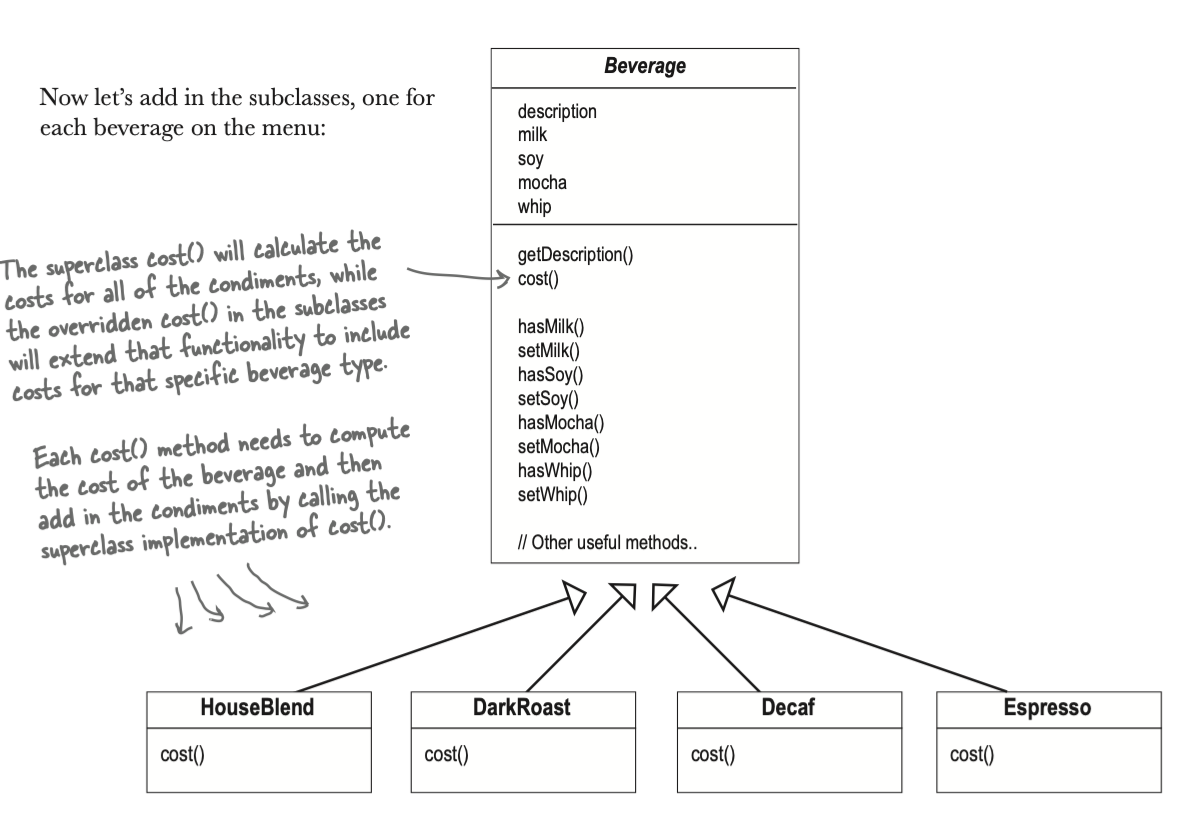 Now let's add in the subclasses, one for
each beverage on the menu:
The superclass cost() will calculate the
costs for all of the condiments, while
the overridden cost() in the subclasses
will extend that functionality to include
costs for that specific beverage type.
Each cost() method needs to compute
the cost of the beverage and then
add in the condiments by calling the
superclass implementation of cost().
Beverage
description
milk
soy
mocha
whip
getDescription()
cost()
hasMilk()
setMilk()
hasSoy()
setSoy()
hasMocha()
setMocha()
hasWhip()
setWhip()
// Other useful methods..
HouseBlend
cost()
DarkRoast
cost()
Decaf
cost()
Espresso
cost()